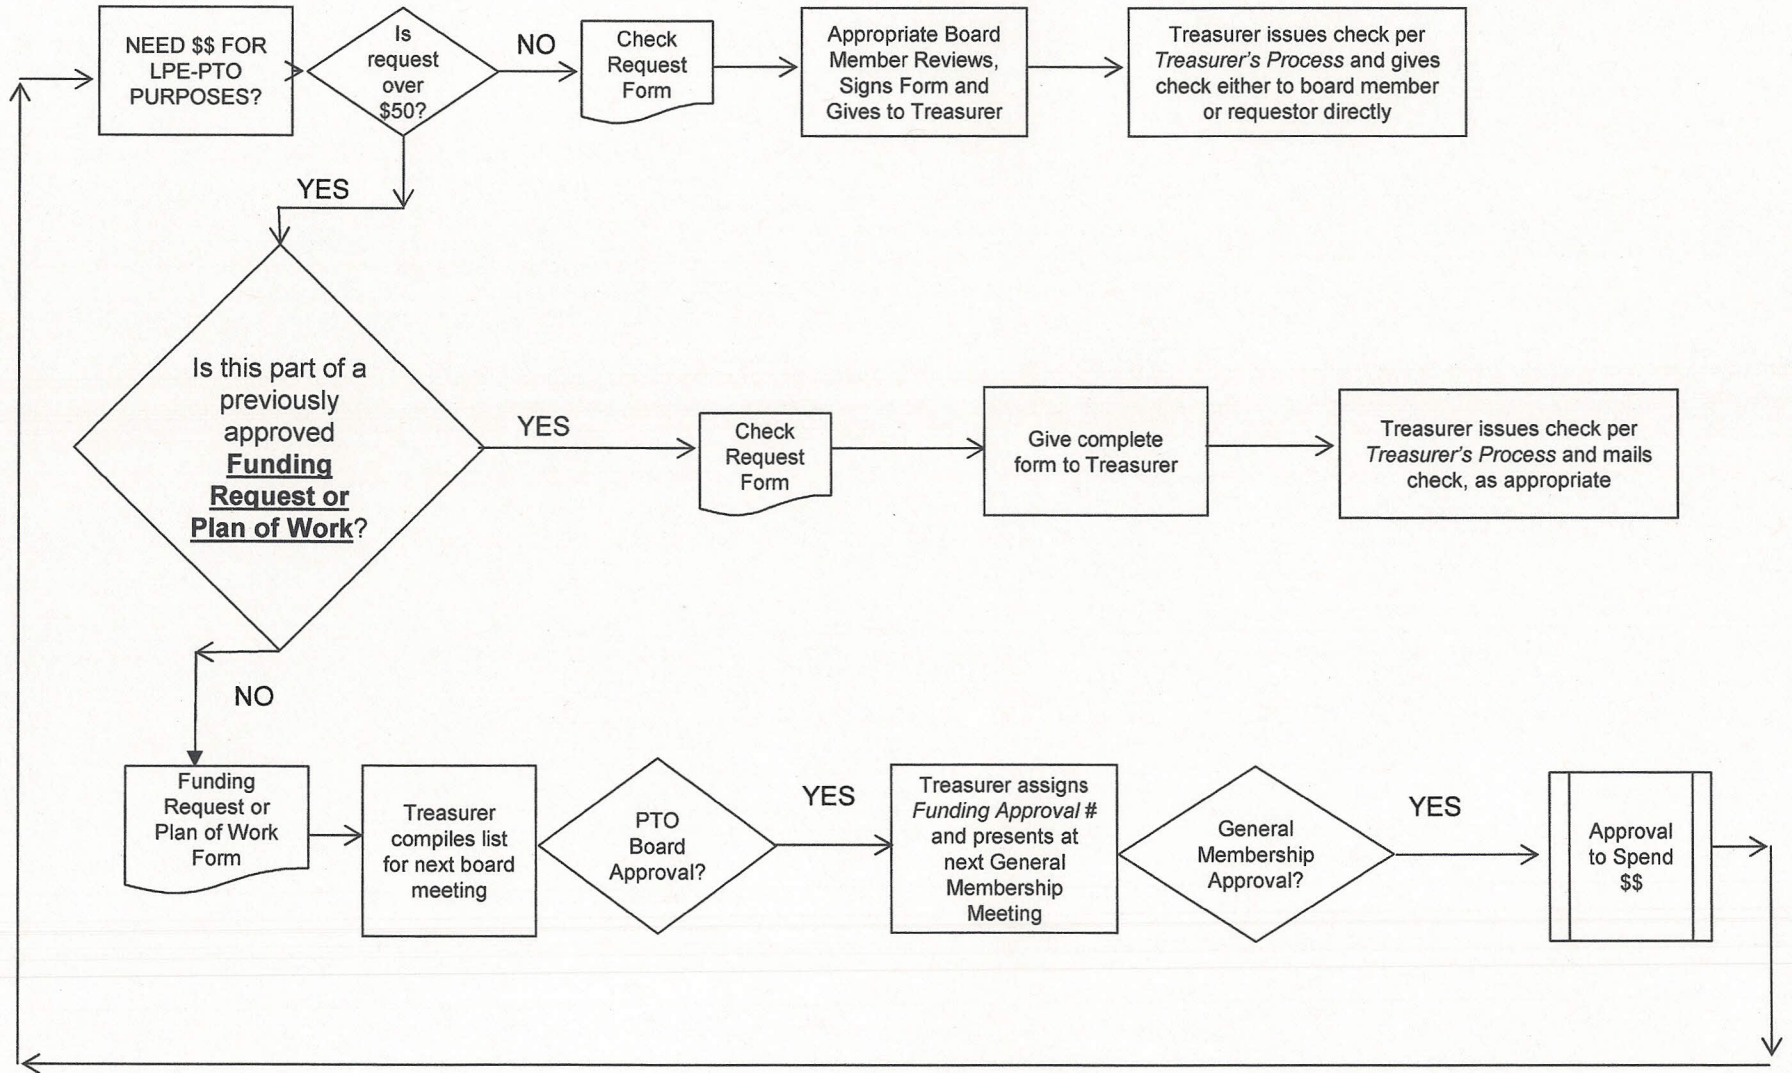 NEED $$ FOR
LPE-PTO
PURPOSES?
Is
request
over
$50?
NO
Check
Request
Form
Appropriate Board
Member Reviews,
Signs Form and
Gives to Treasurer
Treasurer issues check per
Treasurer's Process and gives
check either to board member
or requestor directly
YES
Is this part of a
previously
approved
Funding
Request or
Plan of Work?
YES
Check
Request
Form
Give complete
form to Treasurer
Treasurer issues check per
Treasurer's Process and mails
check, as appropriate
NO
Funding
Request or
Plan of Work
Form
Treasurer
compiles list
for next board
meeting
PTO
Board
Approval?
YES
Treasurer assigns
Funding Approval #
and presents at
next General
Membership
Meeting
General
Membership
Approval?
YES
Approval
to Spend
$$